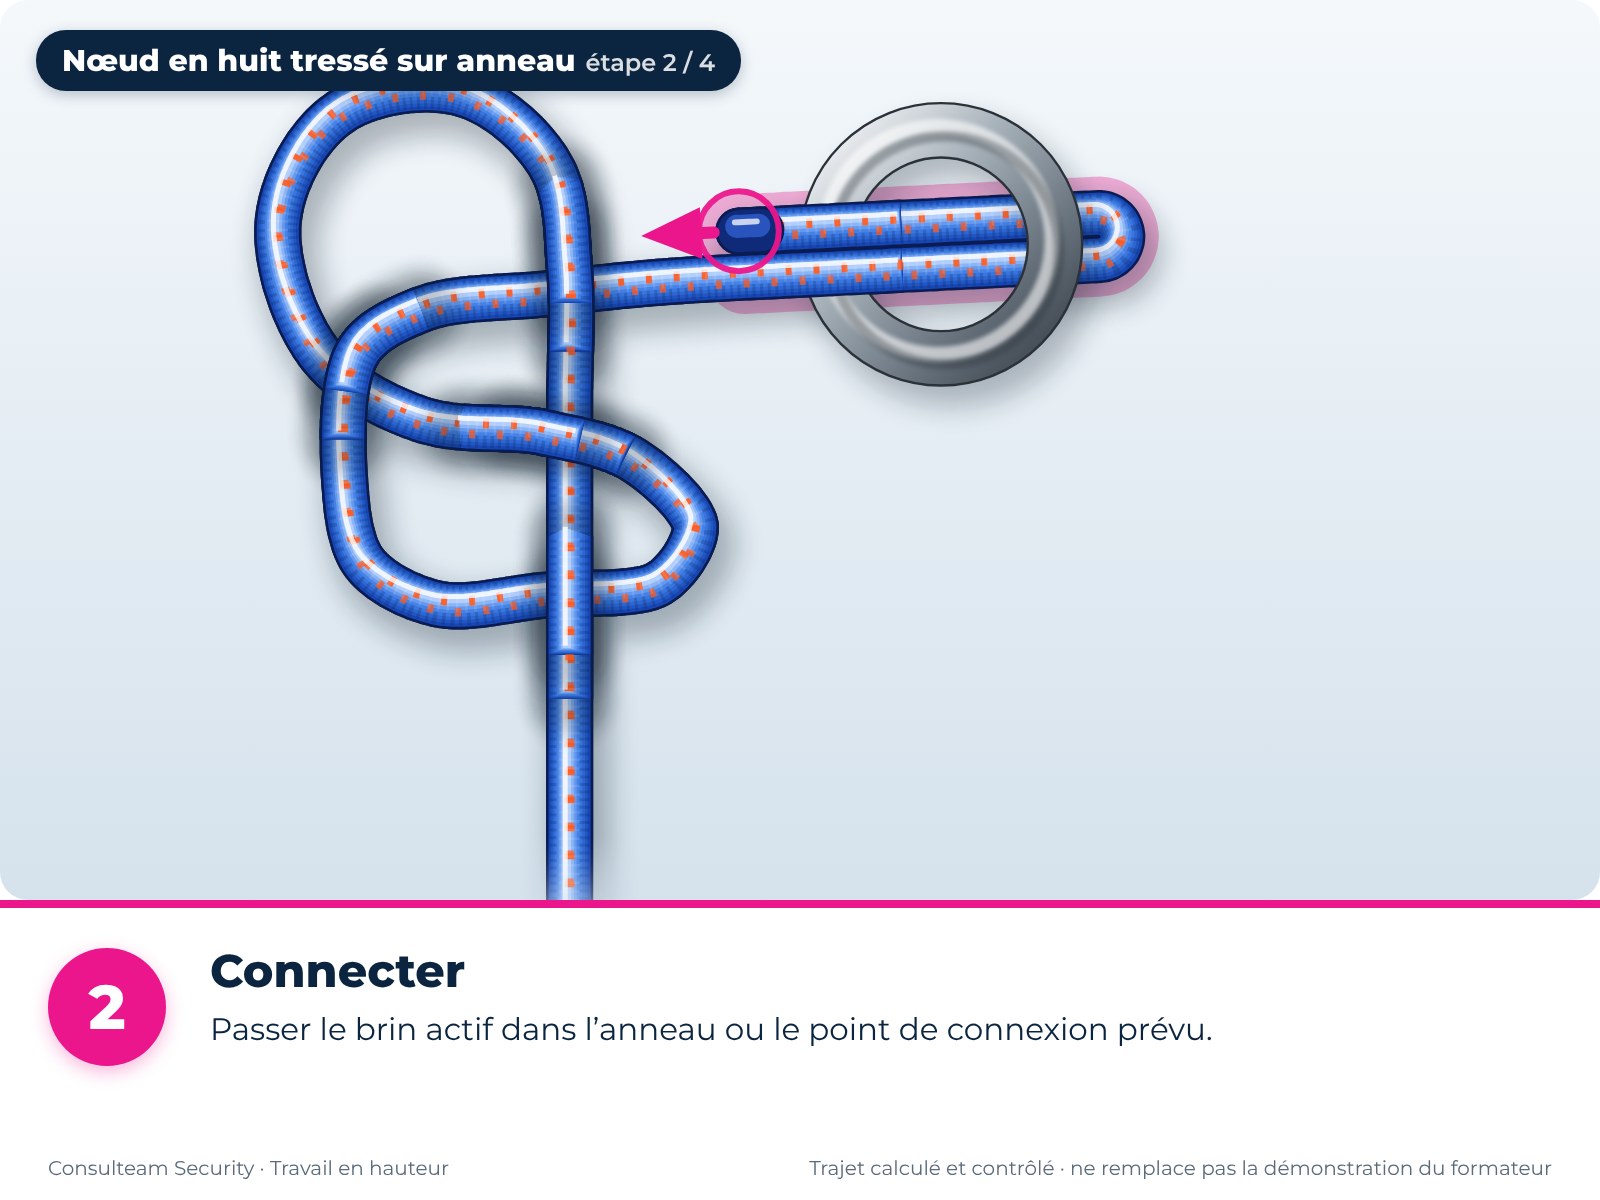 Nœud en huit tressé sur anneau étape 2 / 4
2
Connecter
Passer le brin actif dans l’anneau ou le point de connexion prévu.
Consulteam Security · Travail en hauteur
Trajet calculé et contrôlé · ne remplace pas la démonstration du formateur